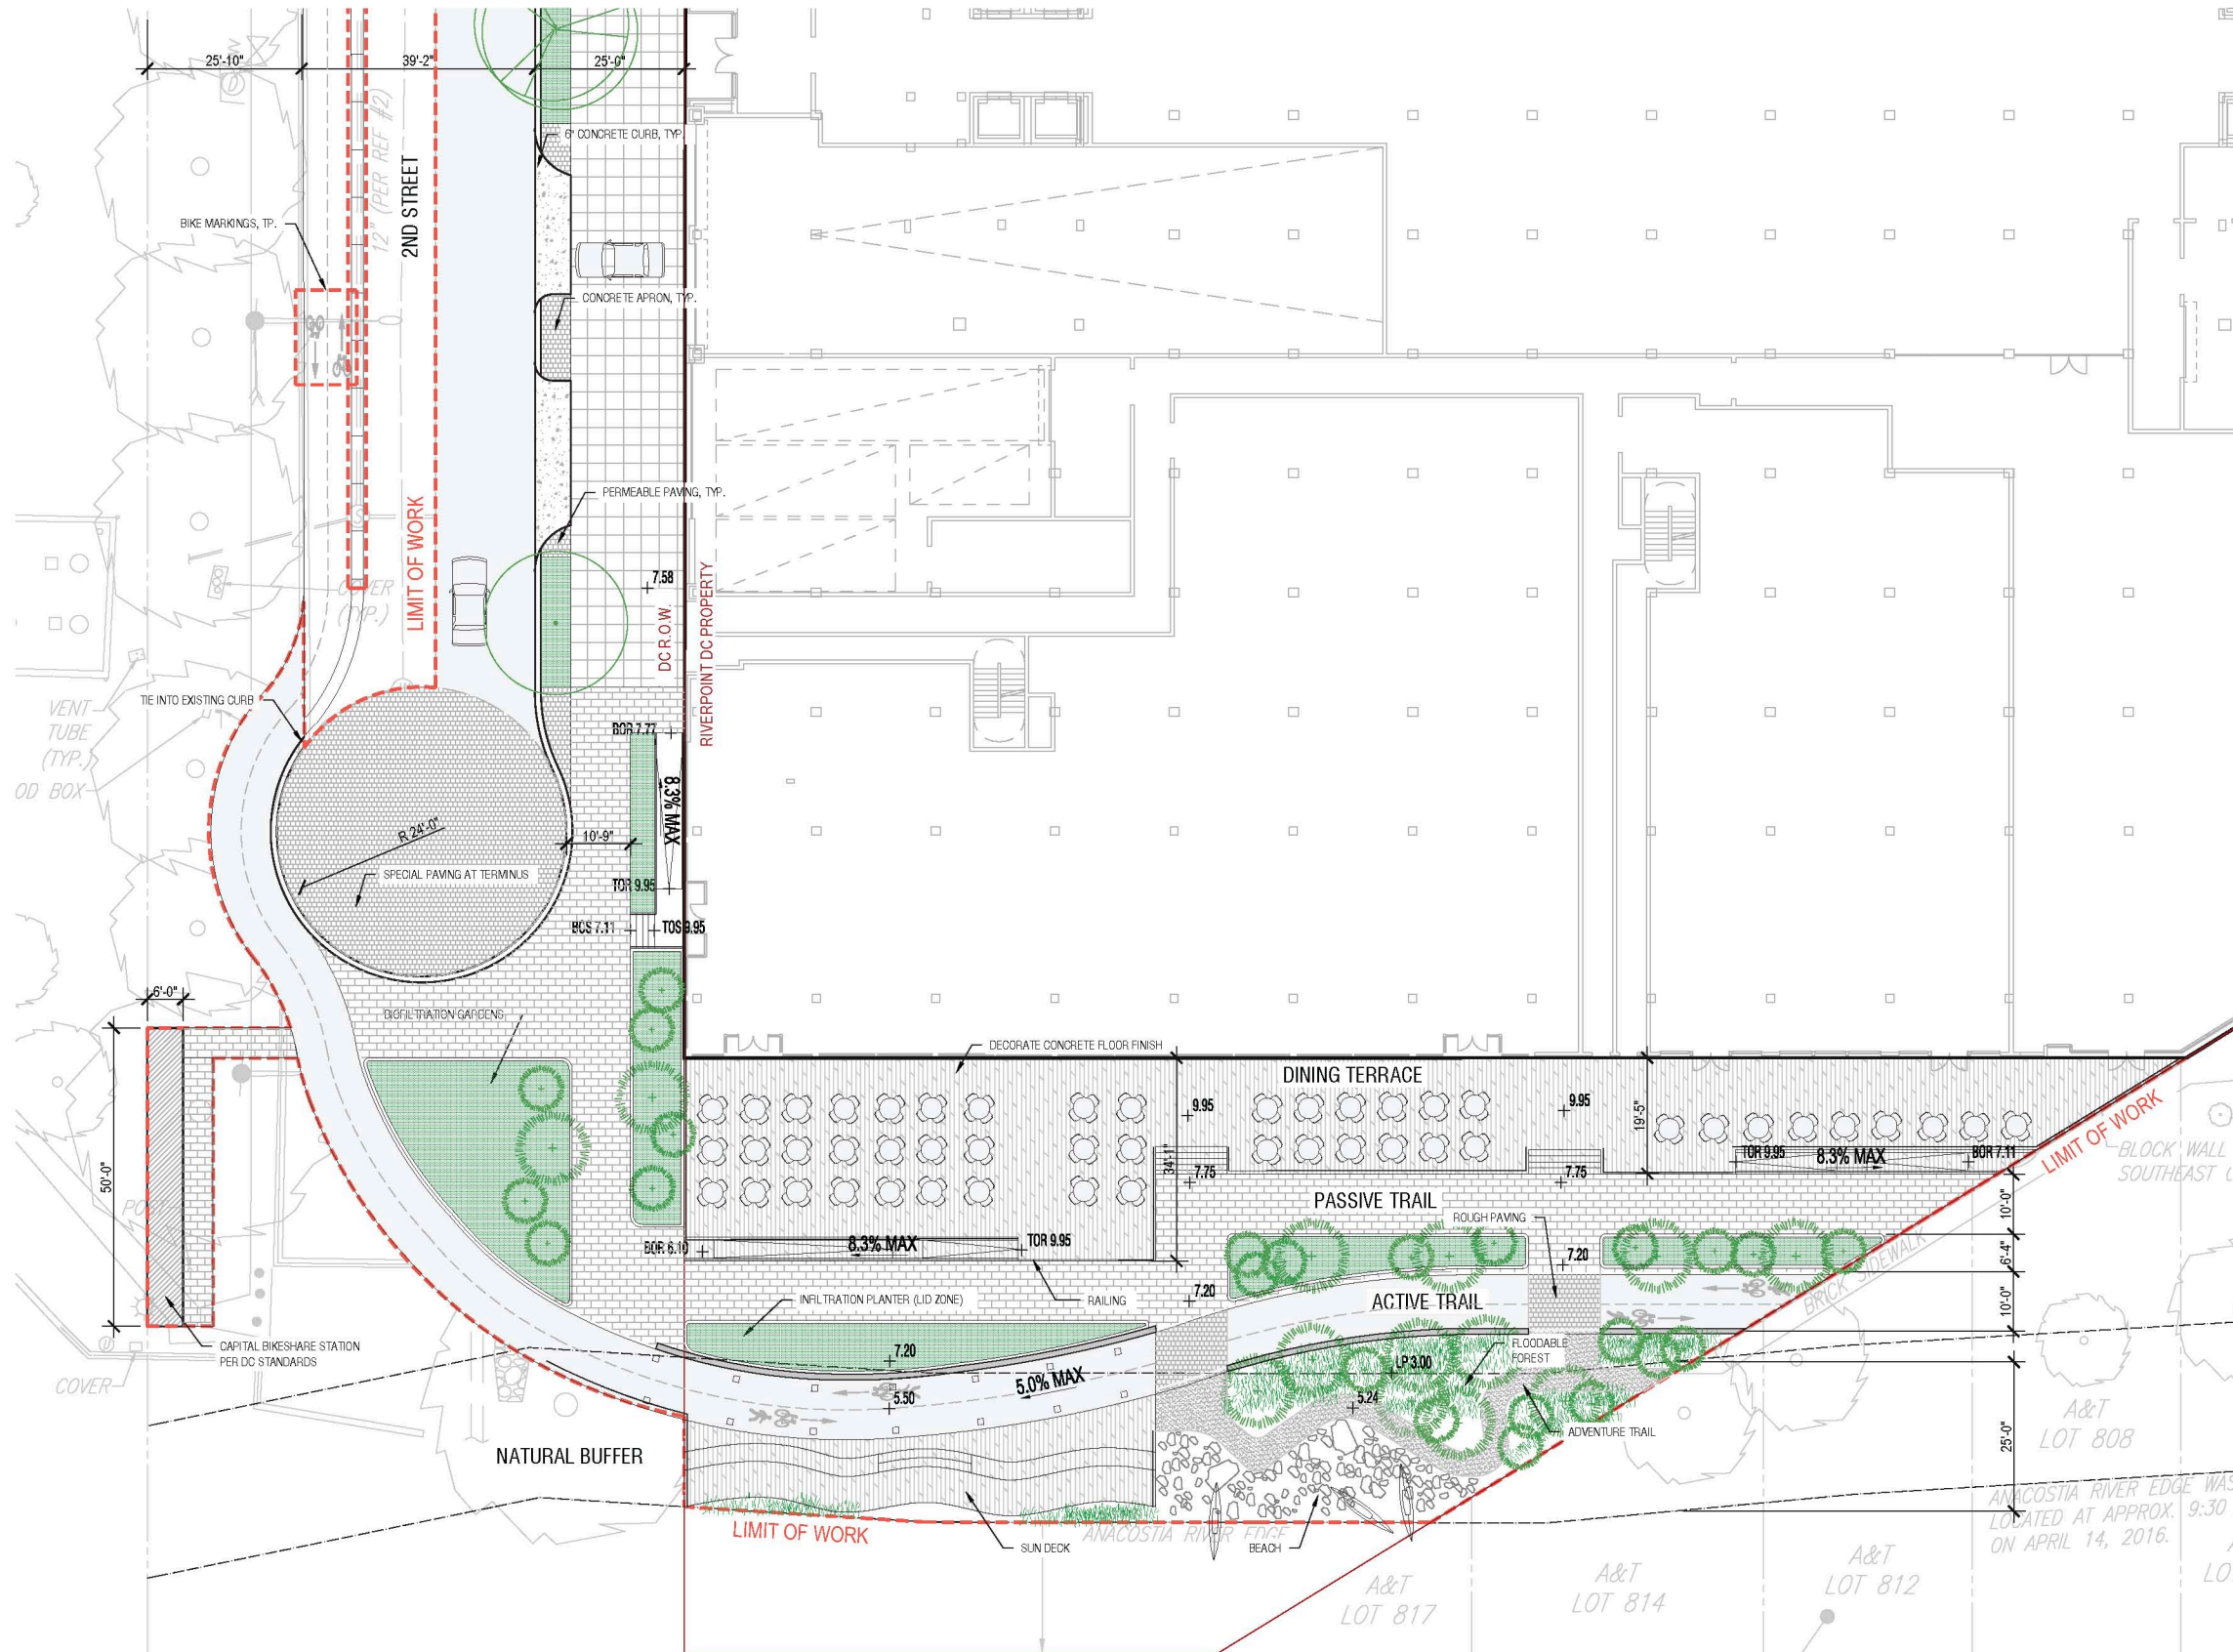 25'-10"
39'-2"
25'-0"
12" (PER REF #2)
2ND STREET
6" CONCRETE CURB, TYP.
BIKE MARKINGS, TP.
CONCRETE APRON, TYP.
PERMEABLE PAVING, TYP.
LIMIT OF WORK
COVER
(TYP.)
7.58
DC R.O.W.
RIVERPOINT DC PROPERTY
TIE INTO EXISTING CURB
VENT
TUBE
(TYP.)
OD BOX
BOR 7.77
8.3% MAX
R 24'-0"
10'-9"
SPECIAL PAVING AT TERMINUS
TOR 9.95
BOS 7.11
TOS 9.95
6'-0"
BIOFILTRATION GARDENS
50'-0"
DECORATE CONCRETE FLOOR FINISH
DINING TERRACE
9.95
9.95
19'-5"
34'-1"
TOR 9.95
8.3% MAX
BOR 7.11
LIMIT OF WORK
BLOCK WALL
SOUTHEAST
7.75
7.75
PASSIVE TRAIL
10'-0"
ROUGH PAVING
BOR 6.10
8.3% MAX
TOR 9.95
7.20
6'-4"
BRICK SIDEWALK
INFILTRATION PLANTER (LID ZONE)
RAILING
7.20
ACTIVE TRAIL
10'-0"
CAPITAL BIKESHARE STATION
PER DC STANDARDS
COVER
7.20
5.0% MAX
5.50
LP 3.00
5.24
FLOODABLE
FOREST
ADVENTURE TRAIL
25'-0"
A&T
LOT 808
NATURAL BUFFER
LIMIT OF WORK
ANACOSTIA RIVER EDGE
SUN DECK
BEACH
ANACOSTIA RIVER EDGE WAS
LOCATED AT APPROX. 9:30
ON APRIL 14, 2016.
A&T
LOT 817
A&T
LOT 814
A&T
LOT 812
LO